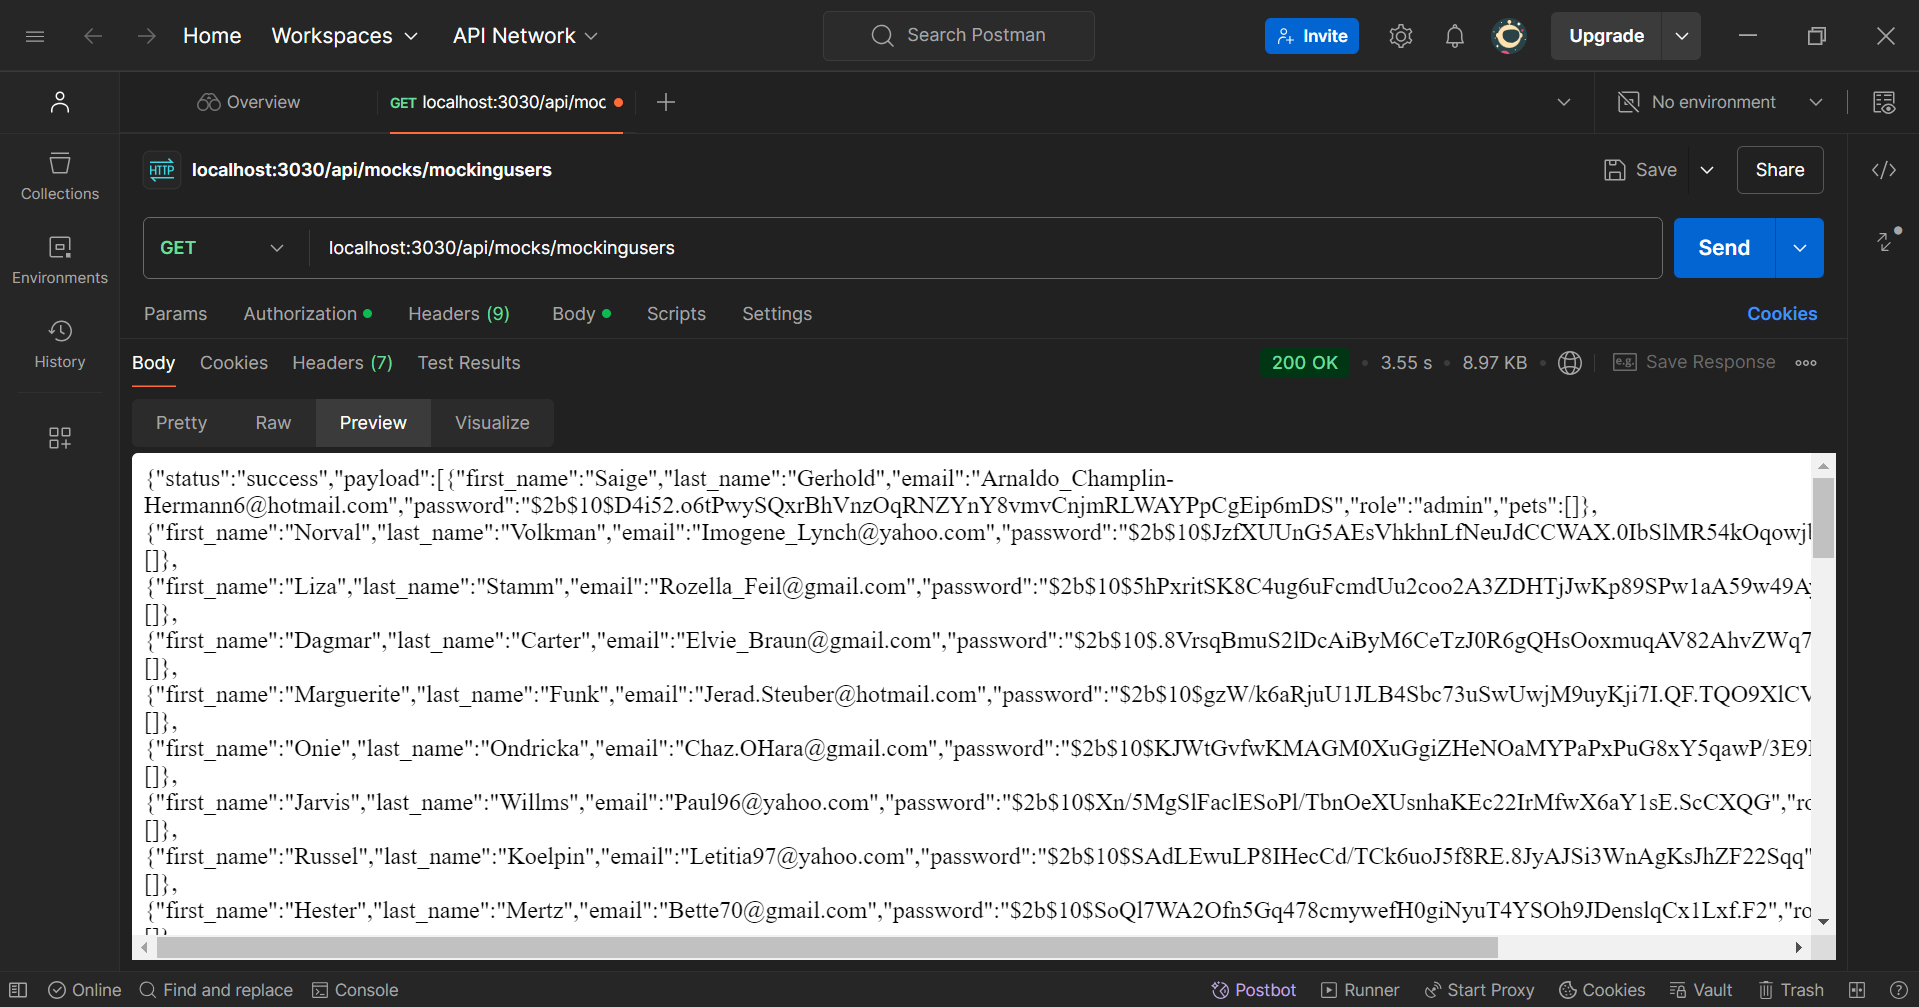 Home Workspaces API Network Search Postman Invite Upgrade
Overview GET localhost:3030/api/moc No environment
HTTP localhost:3030/api/mocks/mockingusers Save Share
Collections
GET localhost:3030/api/mocks/mockingusers Send
Environments
Params Authorization Headers (9) Body Scripts Settings Cookies
History
Body Cookies Headers (7) Test Results 200 OK 3.55 s 8.97 KB e.g. Save Response
Pretty Raw Preview Visualize
{"status":"success","payload":[{"first_name":"Saige","last_name":"Gerhold","email":"Arnaldo_Champlin-
Hermann6@hotmail.com","password":"$2b$10$D4i52.o6tPwySQxrBhVnzOqRNZYnY8vmvCnjmRLWAYPpCgEip6mDS","role":"admin","pets":[]},
{"first_name":"Norval","last_name":"Volkman","email":"Imogene_Lynch@yahoo.com","password":"$2b$10$JzfXUUnG5AEsVhkhnLfNeuJdCCWAX.0IbSlMR54kOqowj
[]},
{"first_name":"Liza","last_name":"Stamm","email":"Rozella_Feil@gmail.com","password":"$2b$10$5hPxritSK8C4ug6uFcmdUu2coo2A3ZDHTjJwKp89SPw1aA59w49A
[]},
{"first_name":"Dagmar","last_name":"Carter","email":"Elvie_Braun@gmail.com","password":"$2b$10$.8VrsqBmuS2lDcAiByM6CeTzJ0R6gQHsOoxmuqAV82AhvZWq7
[]},
{"first_name":"Marguerite","last_name":"Funk","email":"Jerad.Steuber@hotmail.com","password":"$2b$10$gzW/k6aRjuU1JLB4Sbc73uSwUwjM9uyKji7I.QF.TQO9XlCV
[]},
{"first_name":"Onie","last_name":"Ondricka","email":"Chaz.OHara@gmail.com","password":"$2b$10$KJWtGvfwKMAGM0XuGgiZHeNOaMYPaPxPuG8xY5qawP/3E9
[]},
{"first_name":"Jarvis","last_name":"Willms","email":"Paul96@yahoo.com","password":"$2b$10$Xn/5MgSlFaclESoPl/TbnOeXUsnhaKEc22IrMfwX6aY1sE.ScCXQG","ro
[]},
{"first_name":"Russel","last_name":"Koelpin","email":"Letitia97@yahoo.com","password":"$2b$10$SAdLEwuLP8IHecCd/TCk6uoJ5f8RE.8JyAJSi3WnAgKsJhZF22Sqq"
[]},
{"first_name":"Hester","last_name":"Mertz","email":"Bette70@gmail.com","password":"$2b$10$SoQl7WA2Ofn5Gq478cmywefH0giNyuT4YSOh9JDenslqCx1Lxf.F2","ro
[]},
Online Find and replace Console Postbot Runner Start Proxy Cookies Vault Trash